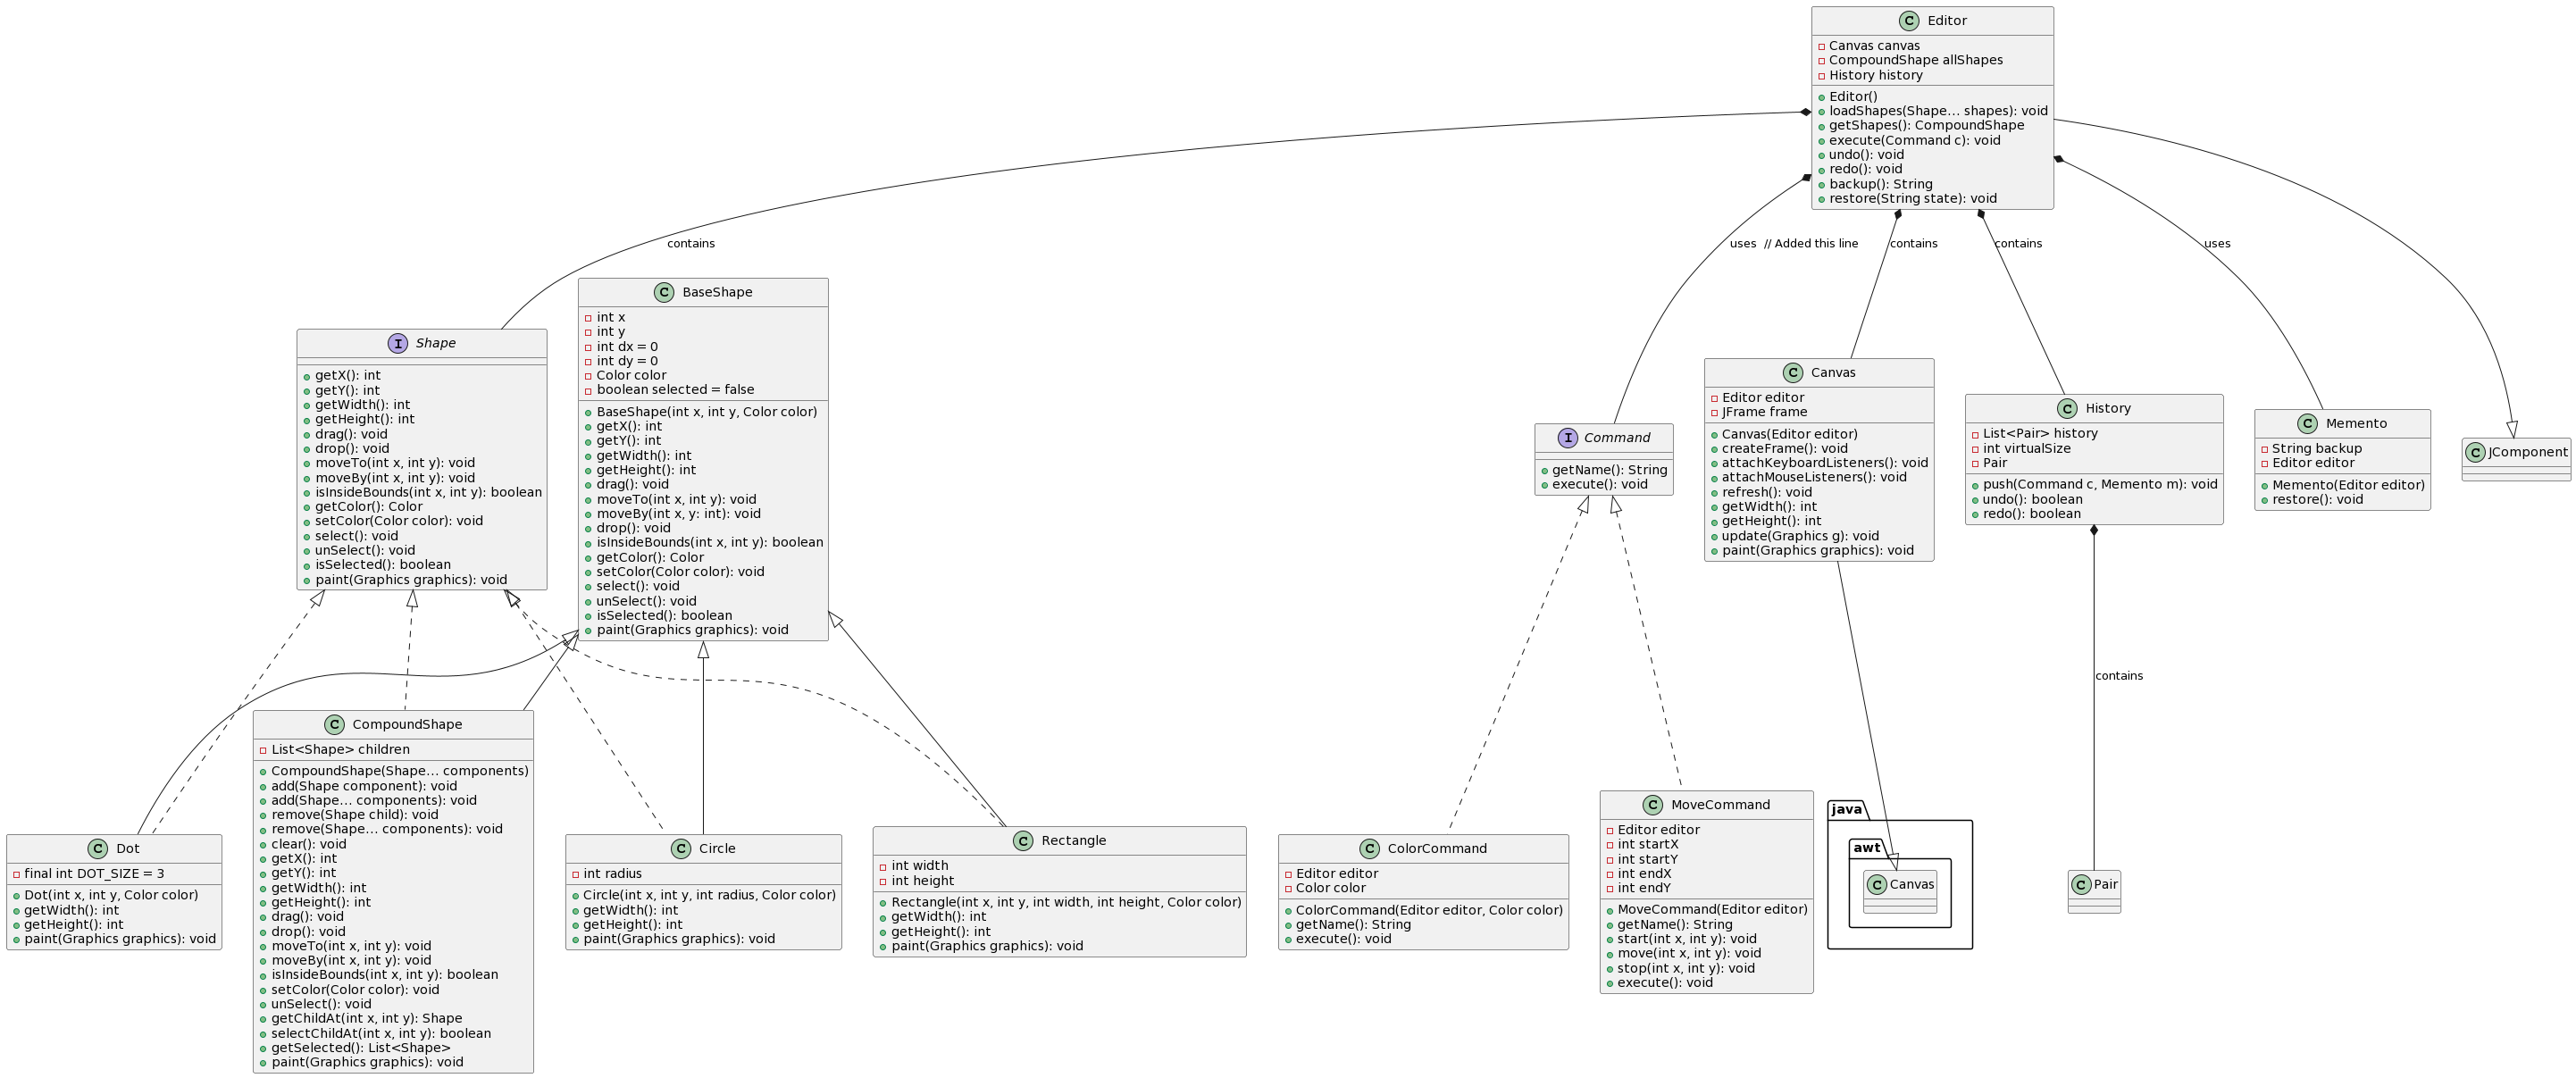 Editor
Canvas canvas
CompoundShape allShapes
History history
Editor()
loadShapes(Shape... shapes): void
getShapes(): CompoundShape
execute(Command c): void
undo(): void
redo(): void
backup(): String
restore(String state): void
contains
uses // Added this line
contains
contains
uses
BaseShape
int x
int y
int dx = 0
int dy = 0
Color color
boolean selected = false
BaseShape(int x, int y, Color color)
getX(): int
getY(): int
getWidth(): int
getHeight(): int
drag(): void
moveTo(int x, int y): void
moveBy(int x, y: int): void
drop(): void
isInsideBounds(int x, int y): boolean
getColor(): Color
setColor(Color color): void
select(): void
unSelect(): void
isSelected(): boolean
paint(Graphics graphics): void
Shape
getX(): int
getY(): int
getWidth(): int
getHeight(): int
drag(): void
drop(): void
moveTo(int x, int y): void
moveBy(int x, int y): void
isInsideBounds(int x, int y): boolean
getColor(): Color
setColor(Color color): void
select(): void
unSelect(): void
isSelected(): boolean
paint(Graphics graphics): void
Command
getName(): String
execute(): void
Canvas
Editor editor
JFrame frame
Canvas(Editor editor)
createFrame(): void
attachKeyboardListeners(): void
attachMouseListeners(): void
refresh(): void
getWidth(): int
getHeight(): int
update(Graphics g): void
paint(Graphics graphics): void
History
List<Pair> history
int virtualSize
Pair
push(Command c, Memento m): void
undo(): boolean
redo(): boolean
Memento
String backup
Editor editor
Memento(Editor editor)
restore(): void
JComponent
contains
Dot
final int DOT_SIZE = 3
Dot(int x, int y, Color color)
getWidth(): int
getHeight(): int
paint(Graphics graphics): void
CompoundShape
List<Shape> children
CompoundShape(Shape... components)
add(Shape component): void
add(Shape... components): void
remove(Shape child): void
remove(Shape... components): void
clear(): void
getX(): int
getY(): int
getWidth(): int
getHeight(): int
drag(): void
drop(): void
moveTo(int x, int y): void
moveBy(int x, int y): void
isInsideBounds(int x, int y): boolean
setColor(Color color): void
unSelect(): void
getChildAt(int x, int y): Shape
selectChildAt(int x, int y): boolean
getSelected(): List<Shape>
paint(Graphics graphics): void
Circle
int radius
Circle(int x, int y, int radius, Color color)
getWidth(): int
getHeight(): int
paint(Graphics graphics): void
Rectangle
int width
int height
Rectangle(int x, int y, int width, int height, Color color)
getWidth(): int
getHeight(): int
paint(Graphics graphics): void
ColorCommand
Editor editor
Color color
ColorCommand(Editor editor, Color color)
getName(): String
execute(): void
MoveCommand
Editor editor
int startX
int startY
int endX
int endY
MoveCommand(Editor editor)
getName(): String
start(int x, int y): void
move(int x, int y): void
stop(int x, int y): void
execute(): void
java
awt
Canvas
Pair